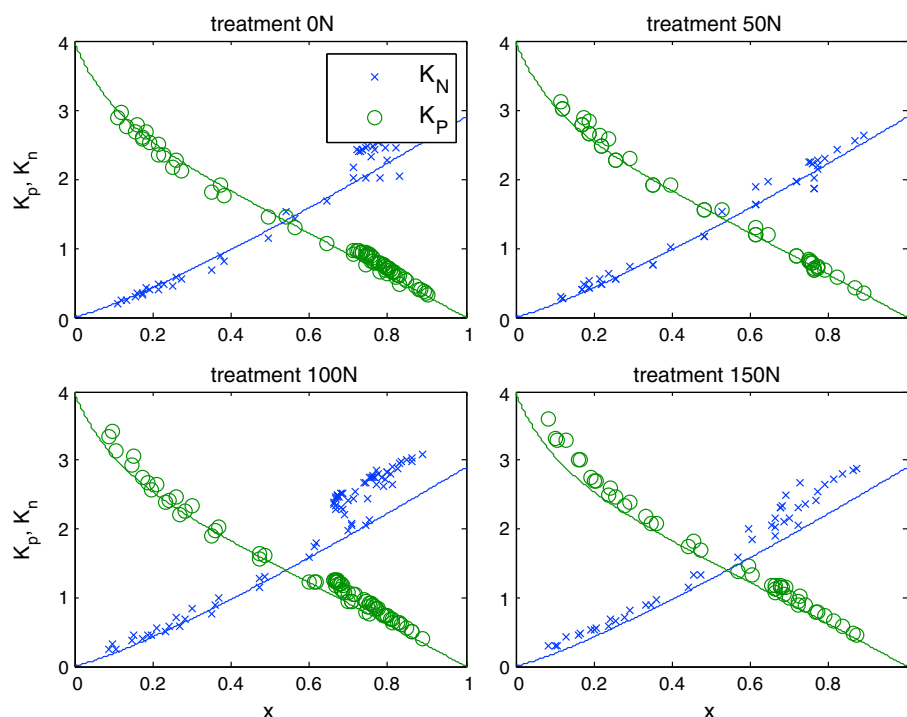 treatment 0N
treatment 50N
4
3
2
1
0
K_p, K_n
× K_N
○ K_P
0 0.2 0.4 0.6 0.8 1
4
3
2
1
0
0 0.2 0.4 0.6 0.8
treatment 100N
treatment 150N
4
3
2
1
0
K_p, K_n
0 0.2 0.4 0.6 0.8 1
x
4
3
2
1
0
0 0.2 0.4 0.6 0.8
x